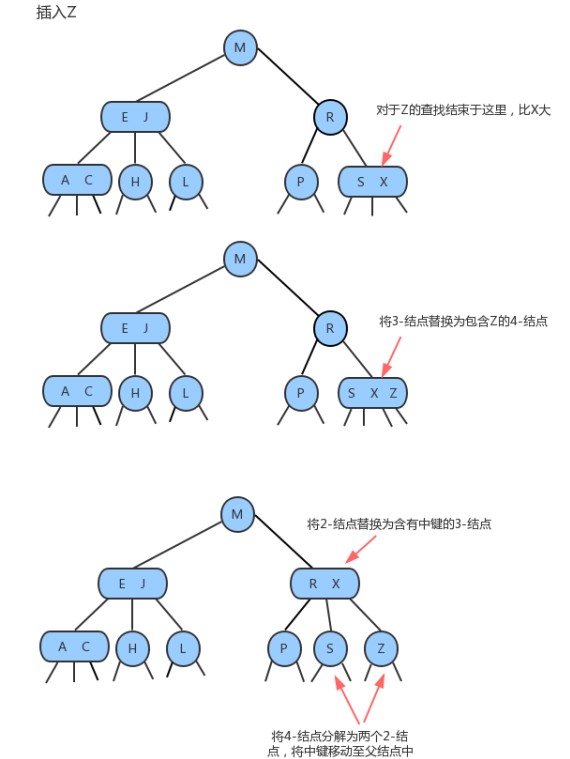 插入Z
M
E J
R
对于Z的查找结束于这里，比X大
A C
H
L
P
S X
M
E J
R
将3-结点替换为包含Z的4-结点
A C
H
L
P
S X Z
M
将2-结点替换为含有中键的3-结点
E J
R X
A C
H
L
P
S
Z
将4-结点分解为两个2-结
点，将中键移动至父结点中